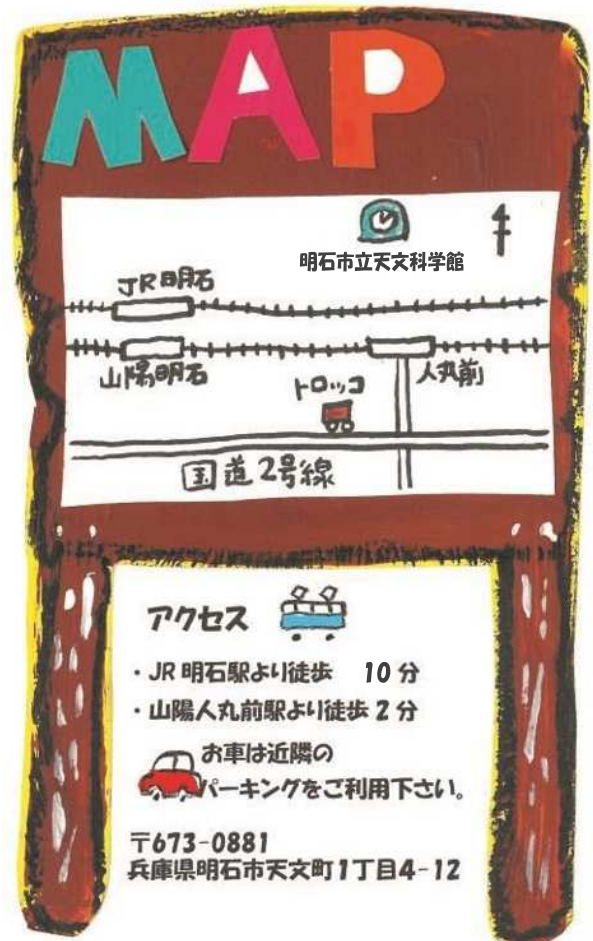 MAP
明石市立天文科学館
JR明石
山陽明石
人丸前
トロッコ
国道2号線
アクセス
・JR 明石駅より徒歩 10 分
・山陽人丸前駅より徒歩 2 分
お車は近隣の
パーキングをご利用下さい。
〒673-0881
兵庫県明石市天文町1丁目4-12